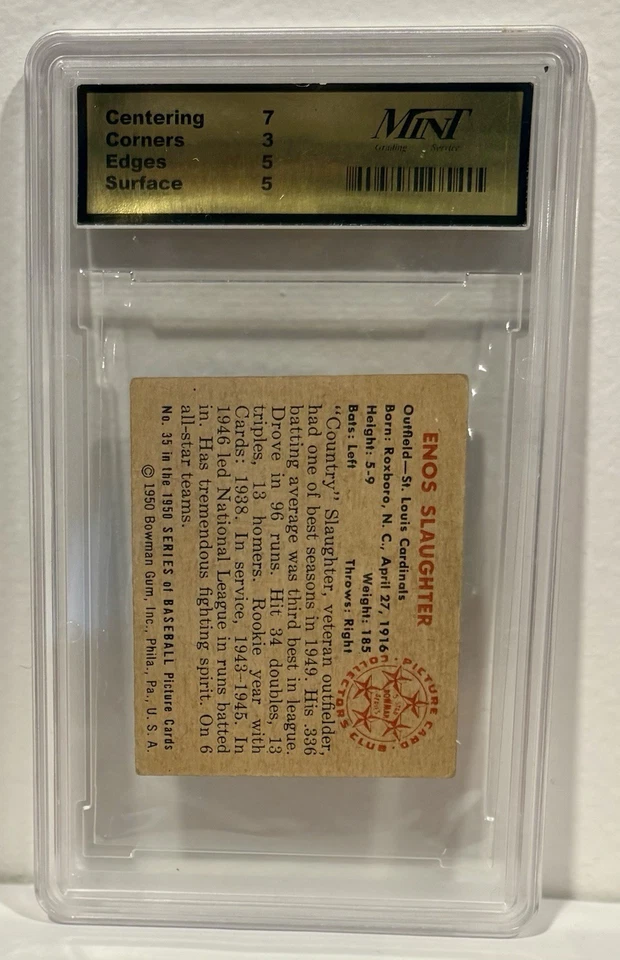 Centering 7
Corners 3
Edges 5
Surface 5
MINT
Grading Service
ENOS SLAUGHTER
Outfield—St. Louis Cardinals
Born: Roxboro, N. C., April 27, 1916
Height: 5-9 Weight: 185
Bats: Left Throws: Right
"Country" Slaughter, veteran outfielder,
had one of best seasons in 1949. His .336
batting average was third best in league.
Drove in 96 runs. Hit 34 doubles, 13
triples, 13 homers. Rookie year with
Cards: 1938. In service, 1943-1945. In
1946 led National League in runs batted
in. Has tremendous fighting spirit. On 6
all-star teams.
No. 35 in the 1950 SERIES of BASEBALL Picture Cards
© 1950 Bowman Gum, Inc., Phila., Pa., U. S. A.
PICTURE CARD
COLLECTORS CLUB
BOWMAN